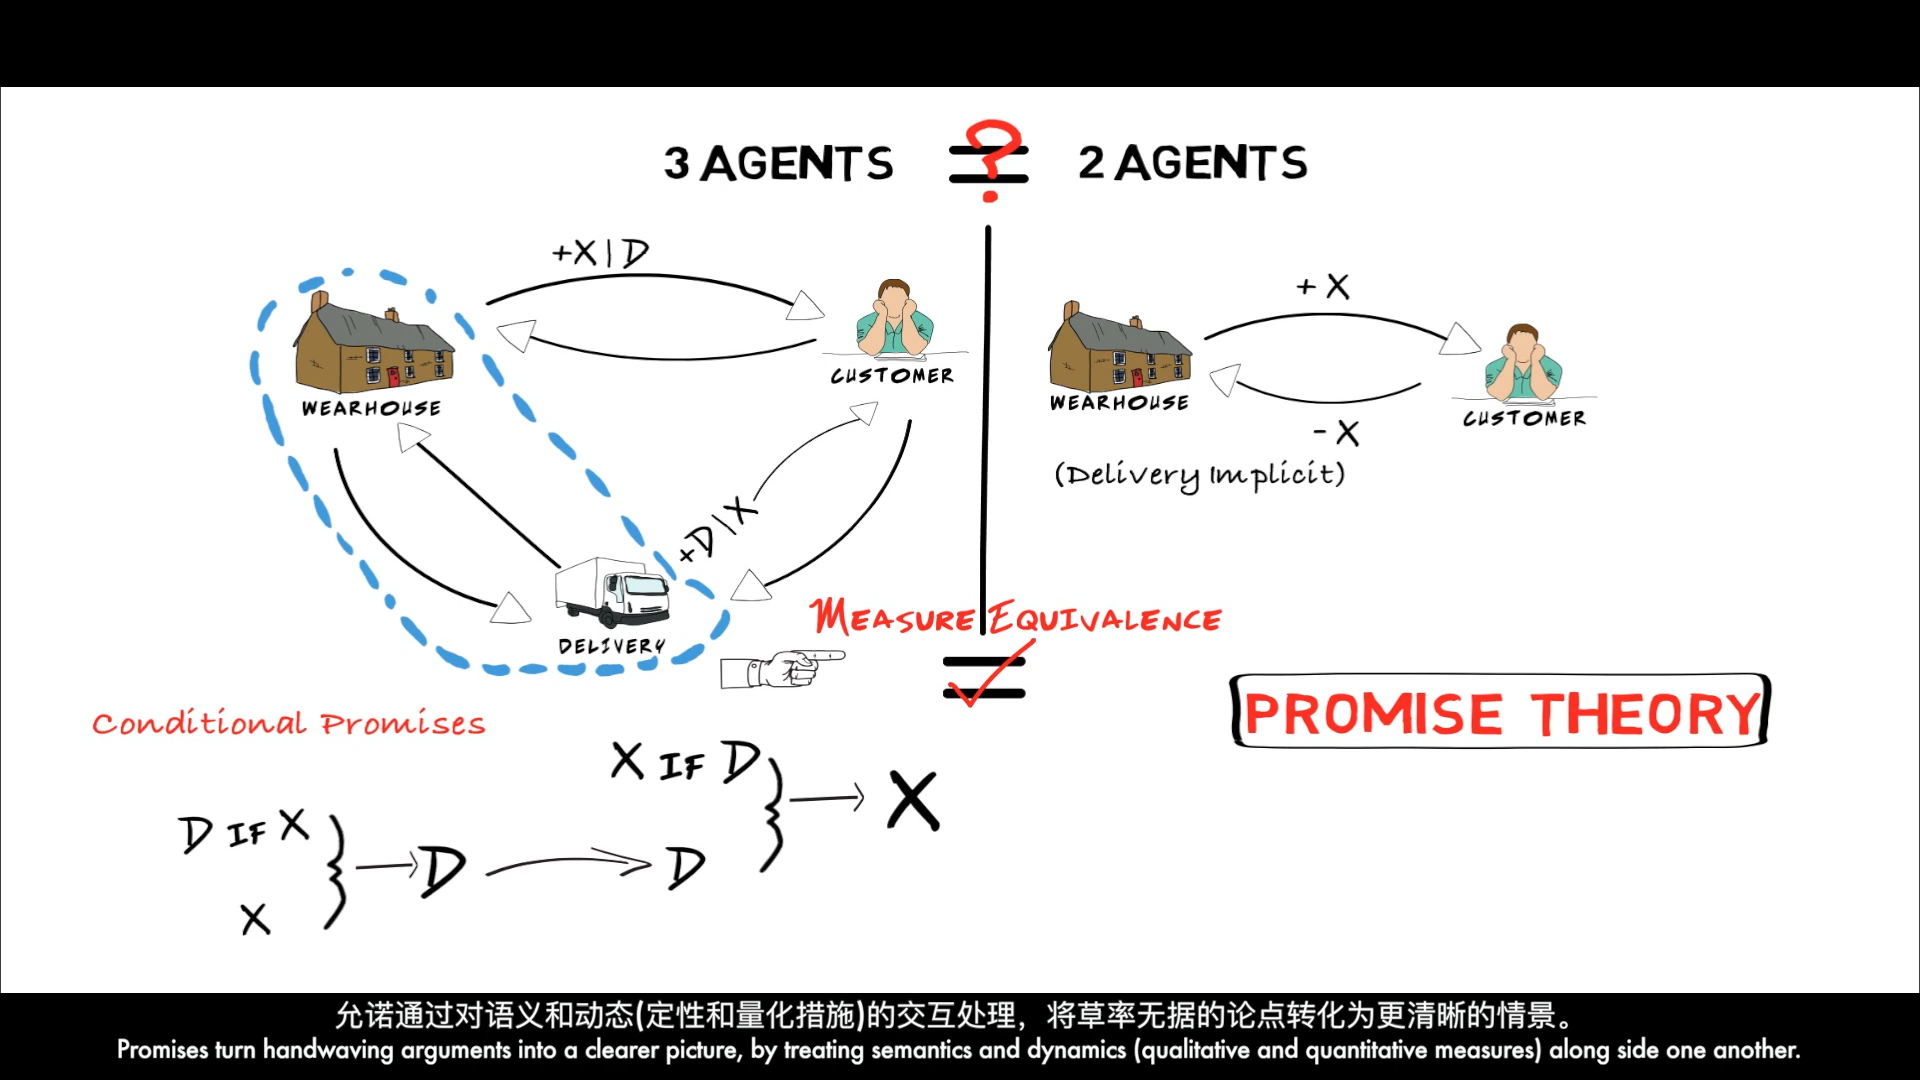 3 AGENTS = ? 2 AGENTS
+X|D
CUSTOMER
WEARHOUSE
+D|X
DELIVERY
+X
WEARHOUSE
CUSTOMER
-X
(Delivery Implicit)
MEASURE EQUIVALENCE
=
PROMISE THEORY
Conditional Promises
X IF D
D
X
D IF X
X
D
允诺通过对语义和动态(定性和量化措施)的交互处理，将草率无据的论点转化为更清晰的情景。
Promises turn handwaving arguments into a clearer picture, by treating semantics and dynamics (qualitative and quantitative measures) along side one another.